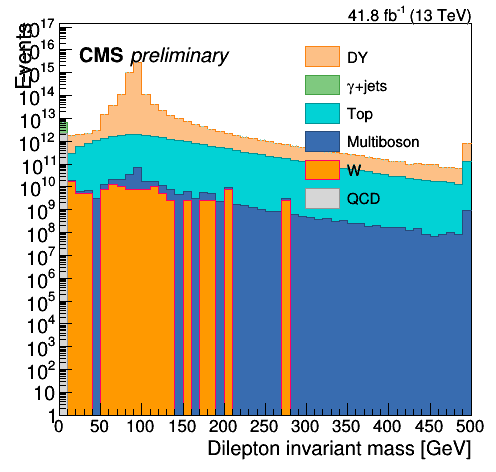 41.8 fb⁻¹ (13 TeV)
Events
CMS preliminary
DY
γ+jets
Top
Multiboson
W
QCD
10¹⁷
10¹⁶
10¹⁵
10¹⁴
10¹³
10¹²
10¹¹
10¹⁰
10⁹
10⁸
10⁷
10⁶
10⁵
10⁴
10³
10²
10
1
0 50 100 150 200 250 300 350 400 450 500
Dilepton invariant mass [GeV]